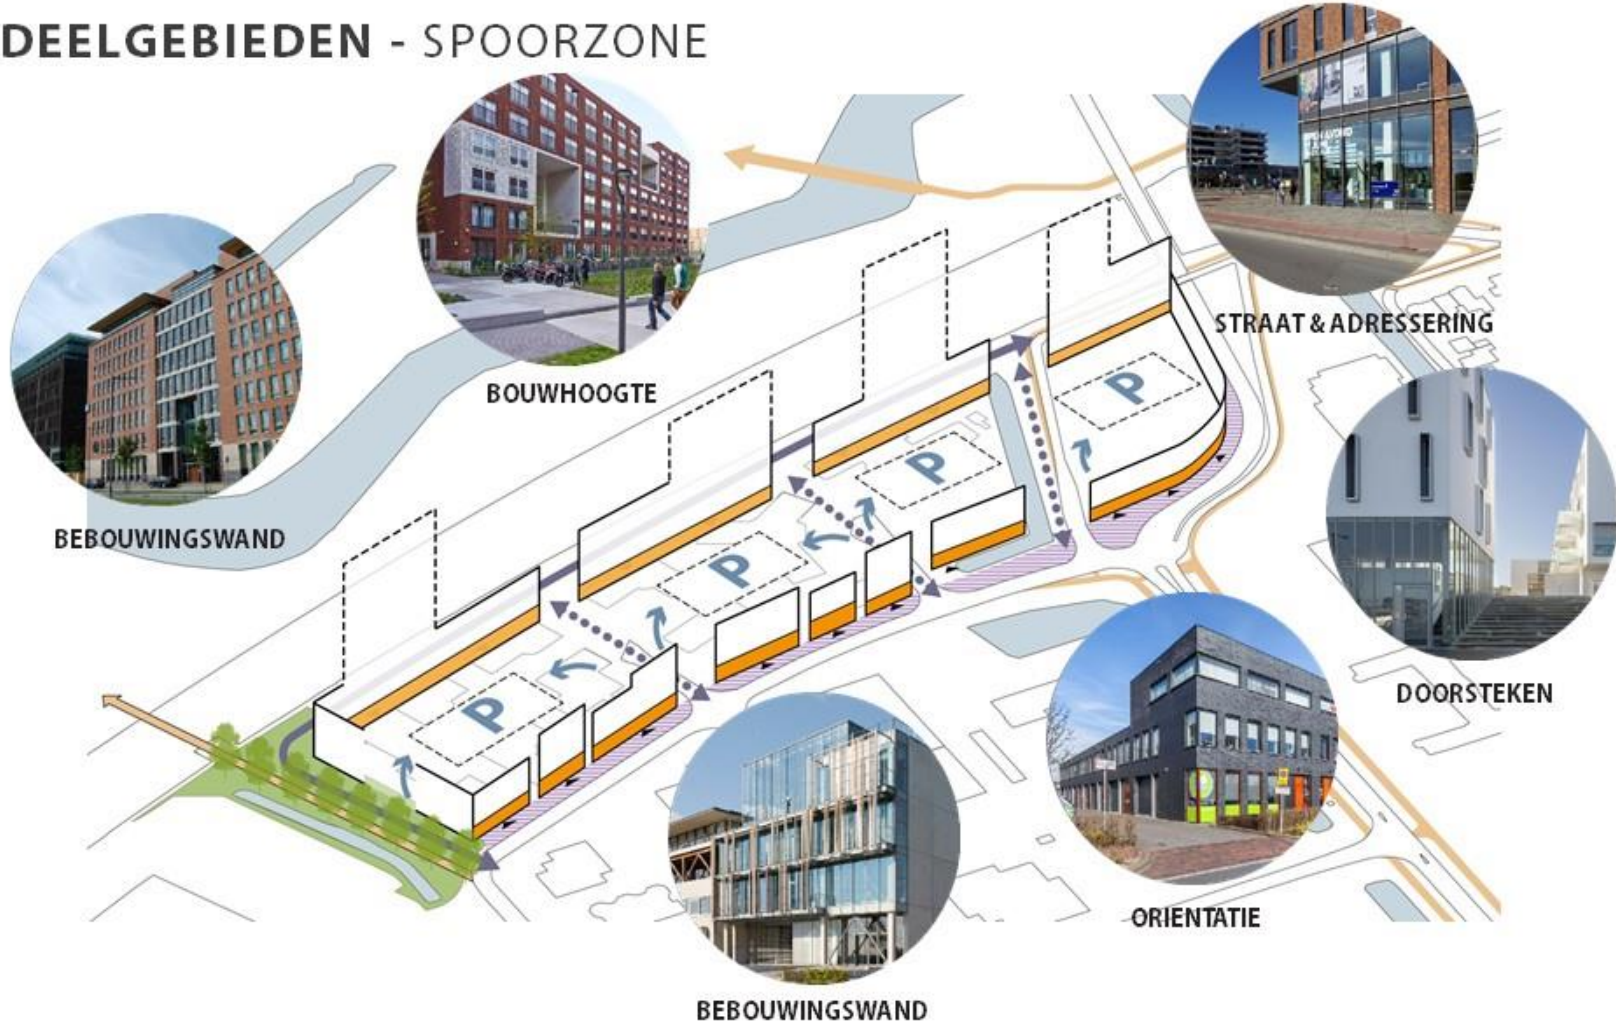 DEELGEBIEDEN - SPOORZONE
STRAAT & ADRESSERING
BOUWHOOGTE
BEBOUWINGSWAND
P
P
P
P
DOORSTEKEN
ORIENTATIE
BEBOUWINGSWAND